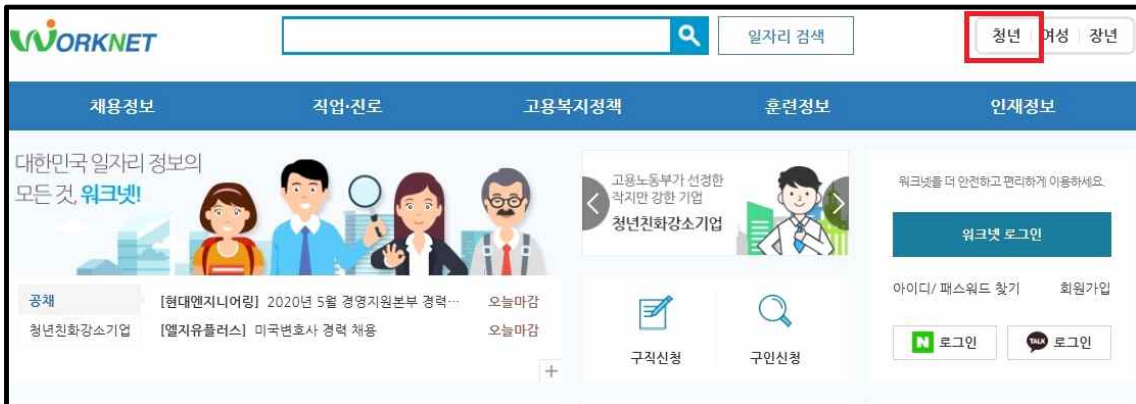 WORKNET
일자리 검색
청년 여성 장년
채용정보 직업·진로 고용복지정책 훈련정보 인재정보
대한민국 일자리 정보의
모든 것, 워크넷!
고용노동부가 선정한
작지만 강한 기업
청년친화강소기업
워크넷을 더 안전하고 편리하게 이용하세요.
워크넷 로그인
아이디/ 패스워드 찾기 회원가입
N 로그인 TALK 로그인
공채 [현대엔지니어링] 2020년 5월 경영지원본부 경력… 오늘마감
청년친화강소기업 [엘지유플러스] 미국변호사 경력 채용 오늘마감
+
구직신청 구인신청